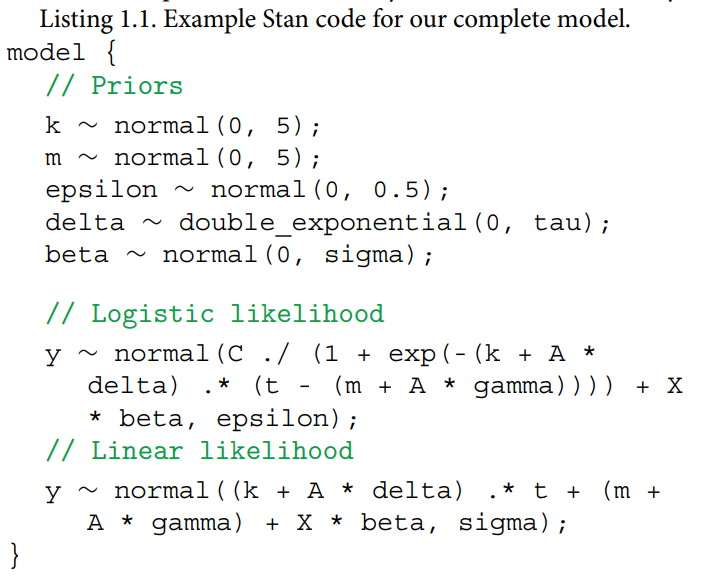 Listing 1.1. Example Stan code for our complete model.
model {
// Priors
k ∼ normal(0, 5);
m ∼ normal(0, 5);
epsilon ∼ normal(0, 0.5);
delta ∼ double_exponential(0, tau);
beta ∼ normal(0, sigma);
// Logistic likelihood
y ∼ normal(C ./ (1 + exp(-(k + A *
delta) .* (t - (m + A * gamma)))) + X
* beta, epsilon);
// Linear likelihood
y ∼ normal((k + A * delta) .* t + (m +
A * gamma) + X * beta, sigma);
}